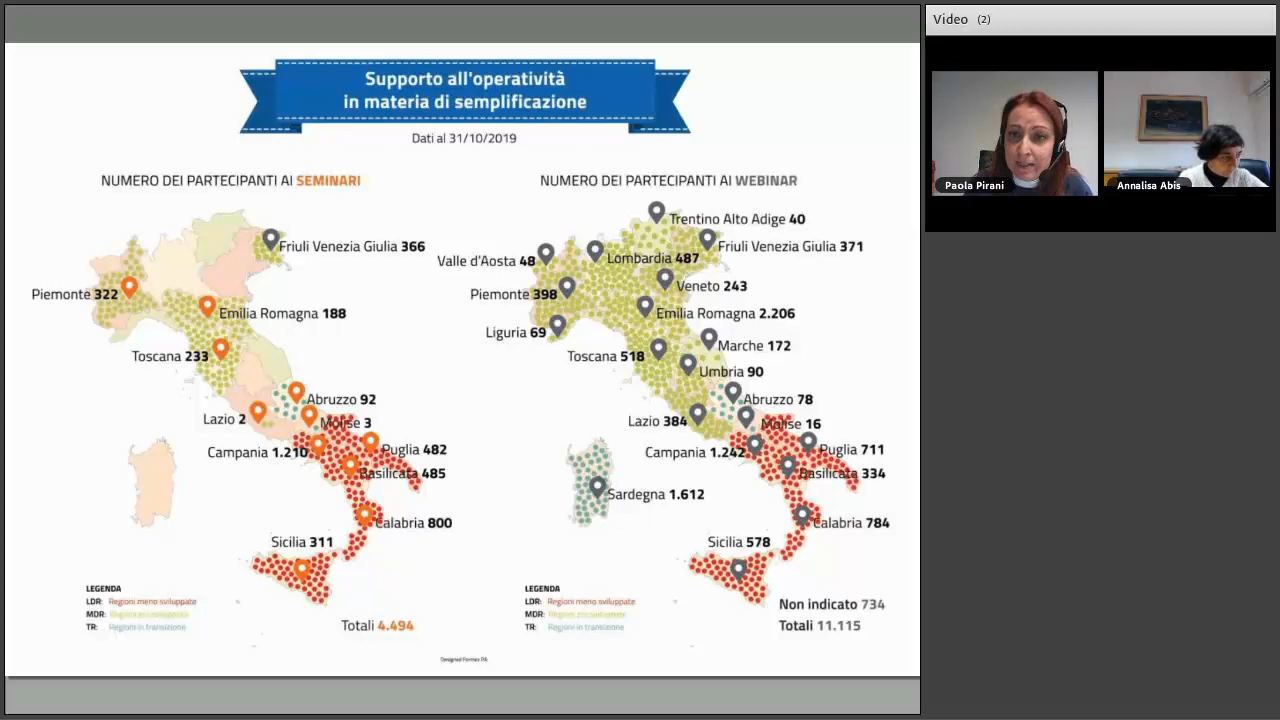 Video (2)
Paola Pirani
Annalisa Abis
Supporto all'operatività
in materia di semplificazione
Dati al 31/10/2019
NUMERO DEI PARTECIPANTI AI SEMINARI
Friuli Venezia Giulia 366
Piemonte 322
Emilia Romagna 188
Toscana 233
Abruzzo 92
Lazio 2
Molise 3
Campania 1.210
Puglia 482
Basilicata 485
Calabria 800
Sicilia 311
LEGENDA
LDR: Regioni meno sviluppate
MDR:
TR: Regioni in transizione
Totali 4.494
NUMERO DEI PARTECIPANTI AI WEBINAR
Trentino Alto Adige 40
Friuli Venezia Giulia 371
Valle d'Aosta 48
Lombardia 487
Veneto 243
Piemonte 398
Emilia Romagna 2.206
Liguria 69
Marche 172
Toscana 518
Umbria 90
Abruzzo 78
Lazio 384
Molise 16
Campania 1.242
Puglia 711
Basilicata 334
Sardegna 1.612
Calabria 784
Sicilia 578
LEGENDA
LDR: Regioni meno sviluppate
MDR:
TR: Regioni in transizione
Non indicato 734
Totali 11.115
Designed Formez PA